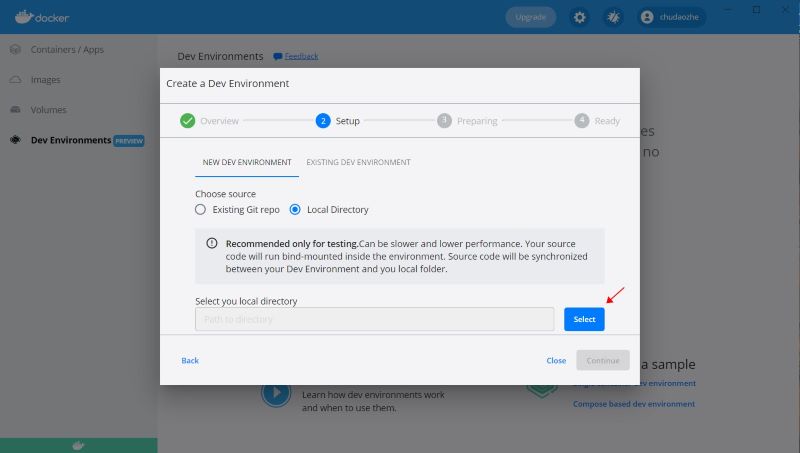 docker
Upgrade
chudaozhe
Containers / Apps
Images
Volumes
Dev Environments PREVIEW
Dev Environments
Feedback
Create a Dev Environment
Overview
2 Setup
3 Preparing
4 Ready
NEW DEV ENVIRONMENT
EXISTING DEV ENVIRONMENT
Choose source
Existing Git repo
Local Directory
Recommended only for testing.Can be slower and lower performance. Your source
code will run bind-mounted inside the environment. Source code will be synchronized
between your Dev Environment and you local folder.
Select you local directory
Path to directory
Select
Back
Close
Continue
no
a sample
dev environment
Compose based dev environment
Learn how dev environments work
and when to use them.